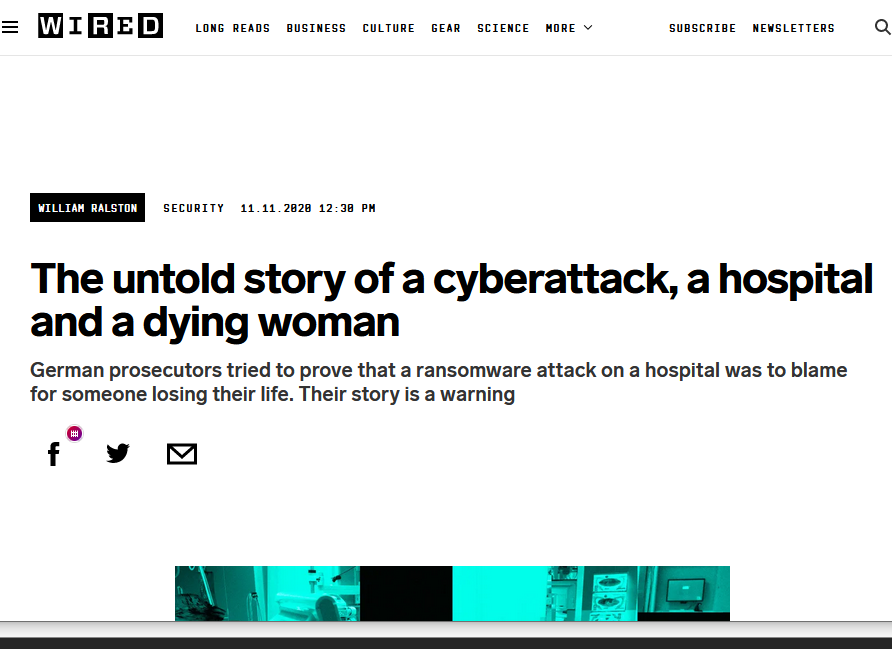 WIRED LONG READS BUSINESS CULTURE GEAR SCIENCE MORE SUBSCRIBE NEWSLETTERS
WILLIAM RALSTON SECURITY 11.11.2020 12:30 PM
The untold story of a cyberattack, a hospital
and a dying woman
German prosecutors tried to prove that a ransomware attack on a hospital was to blame
for someone losing their life. Their story is a warning